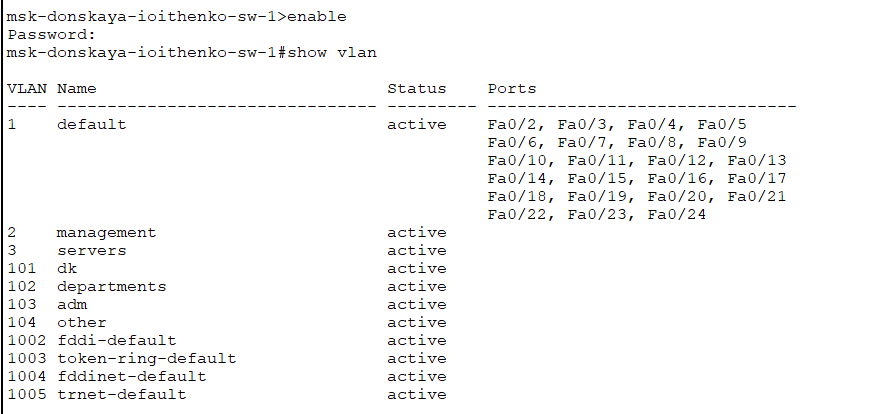 msk-donskaya-ioithenko-sw-1>enable
Password:
msk-donskaya-ioithenko-sw-1#show vlan
VLAN Name                             Status    Ports
---- -------------------------------- --------- -------------------------------
1    default                          active    Fa0/2, Fa0/3, Fa0/4, Fa0/5
                                                Fa0/6, Fa0/7, Fa0/8, Fa0/9
                                                Fa0/10, Fa0/11, Fa0/12, Fa0/13
                                                Fa0/14, Fa0/15, Fa0/16, Fa0/17
                                                Fa0/18, Fa0/19, Fa0/20, Fa0/21
                                                Fa0/22, Fa0/23, Fa0/24
2    management                       active
3    servers                          active
101  dk                               active
102  departments                      active
103  adm                              active
104  other                            active
1002 fddi-default                     active
1003 token-ring-default               active
1004 fddinet-default                  active
1005 trnet-default                    active